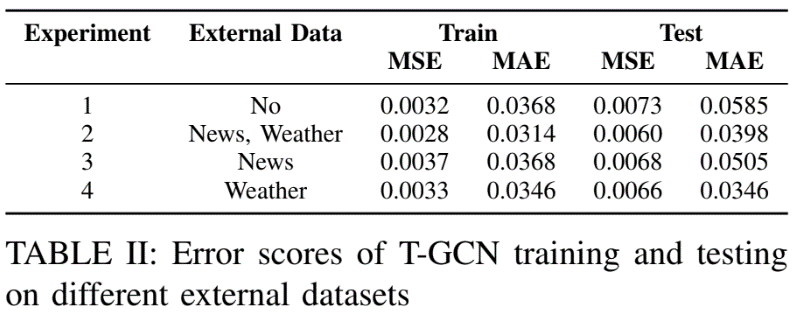 Experiment External Data Train Test
MSE MAE MSE MAE
1 No 0.0032 0.0368 0.0073 0.0585
2 News, Weather 0.0028 0.0314 0.0060 0.0398
3 News 0.0037 0.0368 0.0068 0.0505
4 Weather 0.0033 0.0346 0.0066 0.0346
TABLE II: Error scores of T-GCN training and testing
on different external datasets